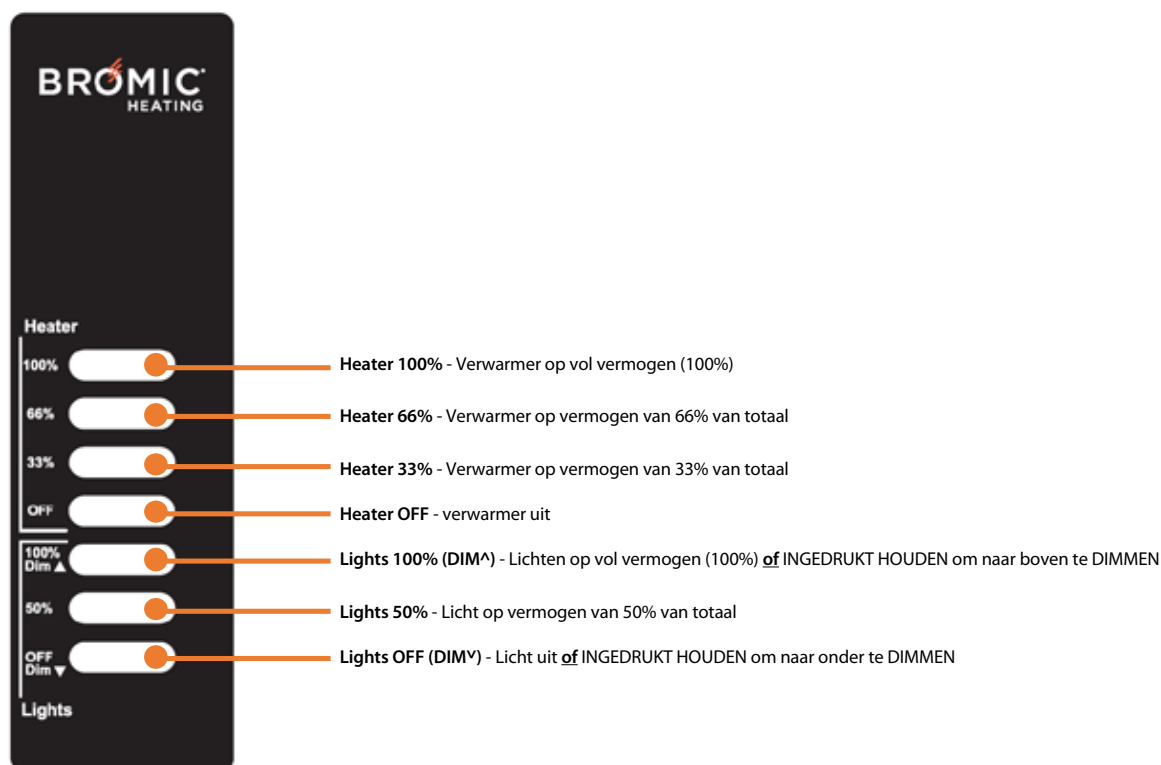 BROMIC
HEATING
Heater
100%
Heater 100% - Verwarmer op vol vermogen (100%)
66%
Heater 66% - Verwarmer op vermogen van 66% van totaal
33%
Heater 33% - Verwarmer op vermogen van 33% van totaal
OFF
Heater OFF - verwarmer uit
100%
Dim ▲
Lights 100% (DIM^) - Lichten op vol vermogen (100%) of INGEDRUKT HOUDEN om naar boven te DIMMEN
50%
Lights 50% - Licht op vermogen van 50% van totaal
OFF
Dim ▼
Lights OFF (DIM˅) - Licht uit of INGEDRUKT HOUDEN om naar onder te DIMMEN
Lights